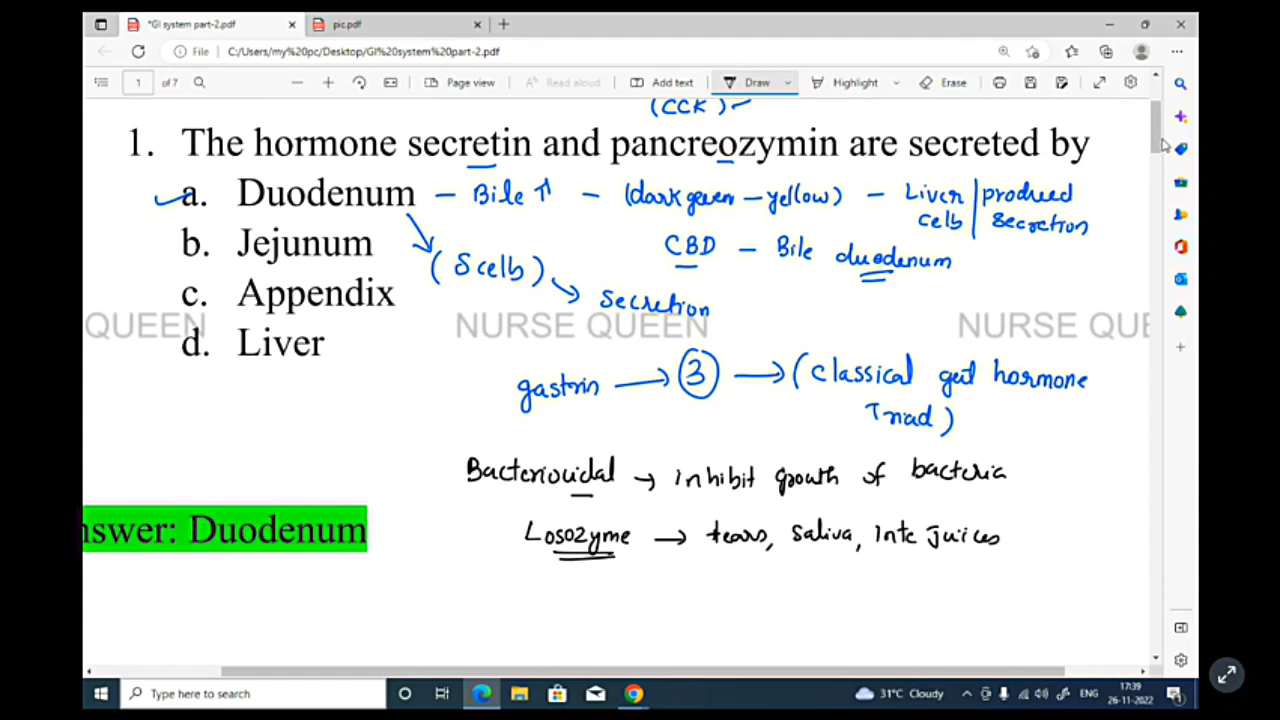 *GI system part-2.pdf
pic.pdf
File C:/Users/my%20pc/Desktop/GI%20system%20part-2.pdf
1 of 7 Page view Read aloud Add text Draw Highlight Erase
(CCK)
1. The hormone secretin and pancreozymin are secreted by
a. Duodenum - Bile ↑ - (dark green - yellow) - Liver cells | produced secretion
b. Jejunum
(S cells) CBD - Bile duodenum
c. Appendix
secretion
NURSE QUEEN NURSE QUEEN NURSE QUE
d. Liver
gastrin → 3 → (classical gut hormone
Triad)
Bacteriouidal → inhibit growth of bacteria
nswer: Duodenum
Losozyme → tears, saliva, Inte juices
Type here to search
31°C Cloudy ENG 17:39
26-11-2022